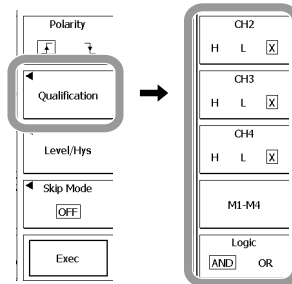 Polarity
Qualification
Level/Hys
Skip Mode
OFF
Exec
CH2
H L X
CH3
H L X
CH4
H L X
M1-M4
Logic
AND OR